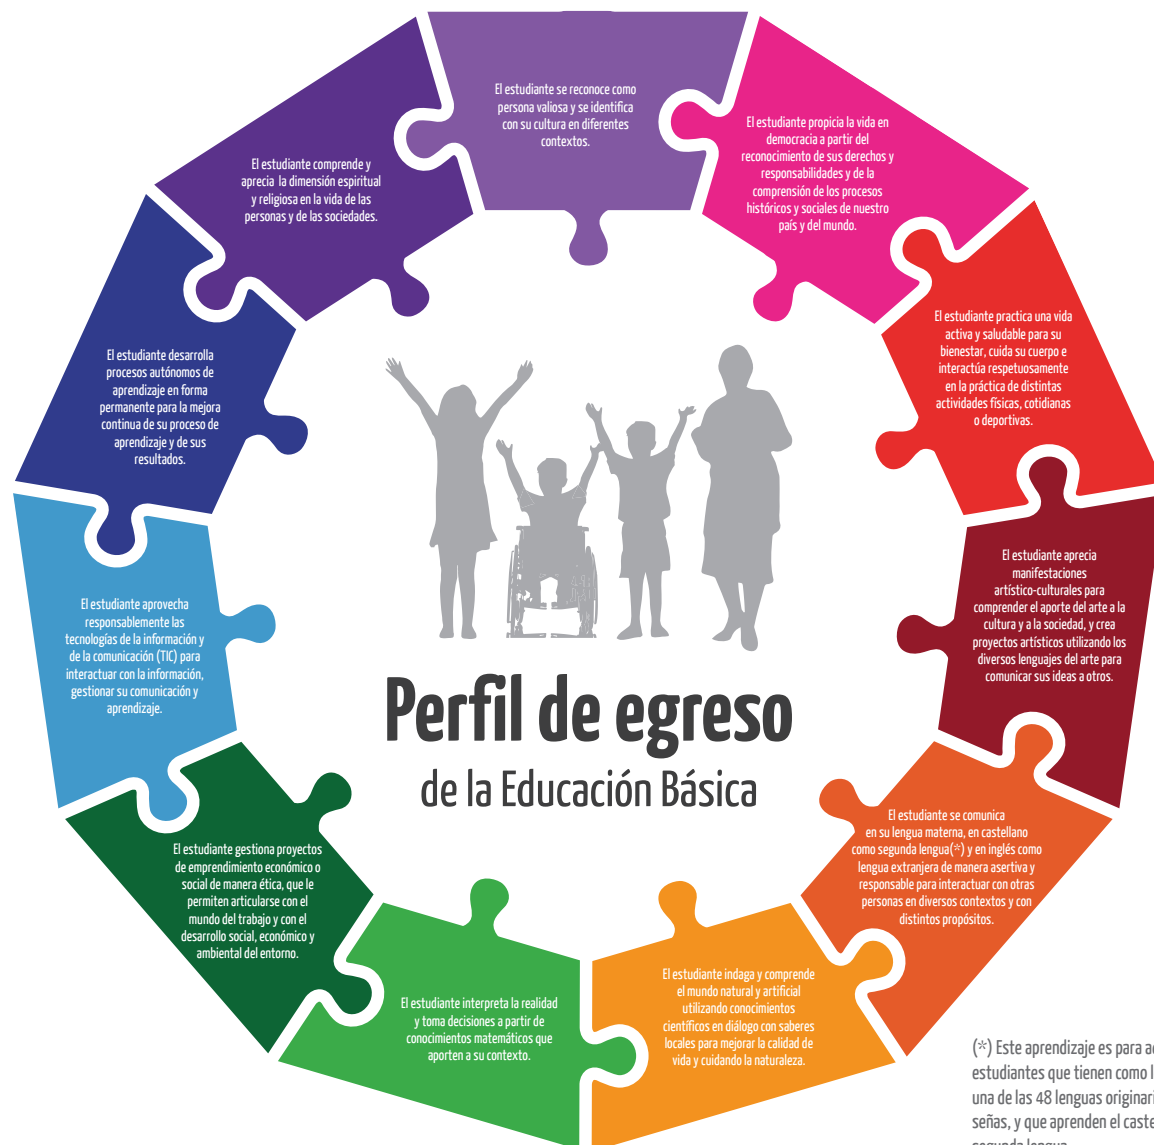 El estudiante se reconoce como
persona valiosa y se identifica
con su cultura en diferentes
contextos.
El estudiante propicia la vida en
democracia a partir del
reconocimiento de sus derechos y
responsabilidades y de la
comprensión de los procesos
históricos y sociales de nuestro
país y del mundo.
El estudiante practica una vida
activa y saludable para su
bienestar, cuida su cuerpo e
interactúa respetuosamente
en la práctica de distintas
actividades físicas, cotidianas
o deportivas.
El estudiante aprecia
manifestaciones
artístico-culturales para
comprender el aporte del arte a la
cultura y a la sociedad, y crea
proyectos artísticos utilizando los
diversos lenguajes del arte para
comunicar sus ideas a otros.
El estudiante se comunica
en su lengua materna, en castellano
como segunda lengua(*) y en inglés como
lengua extranjera de manera asertiva y
responsable para interactuar con otras
personas en diversos contextos y con
distintos propósitos.
El estudiante indaga y comprende
el mundo natural y artificial
utilizando conocimientos
científicos en diálogo con saberes
locales para mejorar la calidad de
vida y cuidando la naturaleza.
El estudiante interpreta la realidad
y toma decisiones a partir de
conocimientos matemáticos que
aporten a su contexto.
El estudiante gestiona proyectos
de emprendimiento económico o
social de manera ética, que le
permiten articularse con el
mundo del trabajo y con el
desarrollo social, económico y
ambiental del entorno.
El estudiante aprovecha
responsablemente las
tecnologías de la información y
de la comunicación (TIC) para
interactuar con la información,
gestionar su comunicación y
aprendizaje.
El estudiante desarrolla
procesos autónomos de
aprendizaje en forma
permanente para la mejora
continua de su proceso de
aprendizaje y de sus
resultados.
El estudiante comprende y
aprecia la dimensión espiritual
y religiosa en la vida de las
personas y de las sociedades.
Perfil de egreso
de la Educación Básica
(*) Este aprendizaje es para
estudiantes que tienen como
una de las 48 lenguas
señas, y que aprenden el
segunda lengua